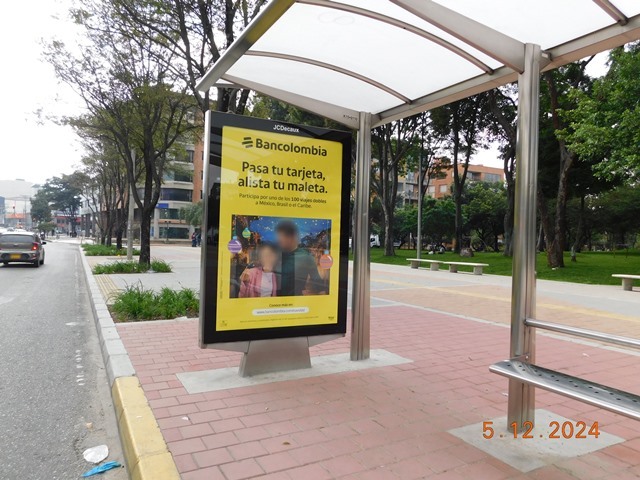 JCDecaux
Bancolombia
Pasa tu tarjeta,
alista tu maleta.
Participa por uno de los 100 viajes dobles
a México, Brasil o el Caribe.
5.12.2024